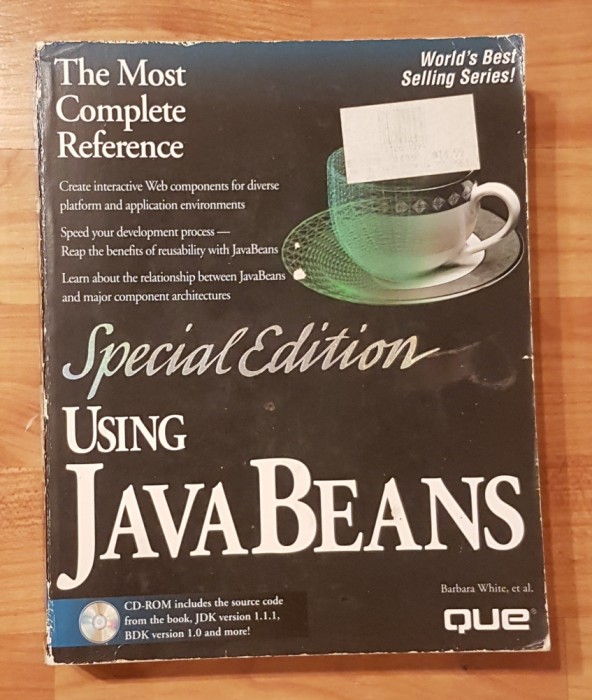 The Most
Complete
Reference
World's Best
Selling Series!
Create interactive Web components for diverse
platform and application environments
Speed your development process —
Reap the benefits of reusability with JavaBeans
Learn about the relationship between JavaBeans
and major component architectures
Special Edition
USING
JAVABEANS
Barbara White, et al.
QUE®
CD-ROM includes the source code
from the book, JDK version 1.1.1,
BDK version 1.0 and more!